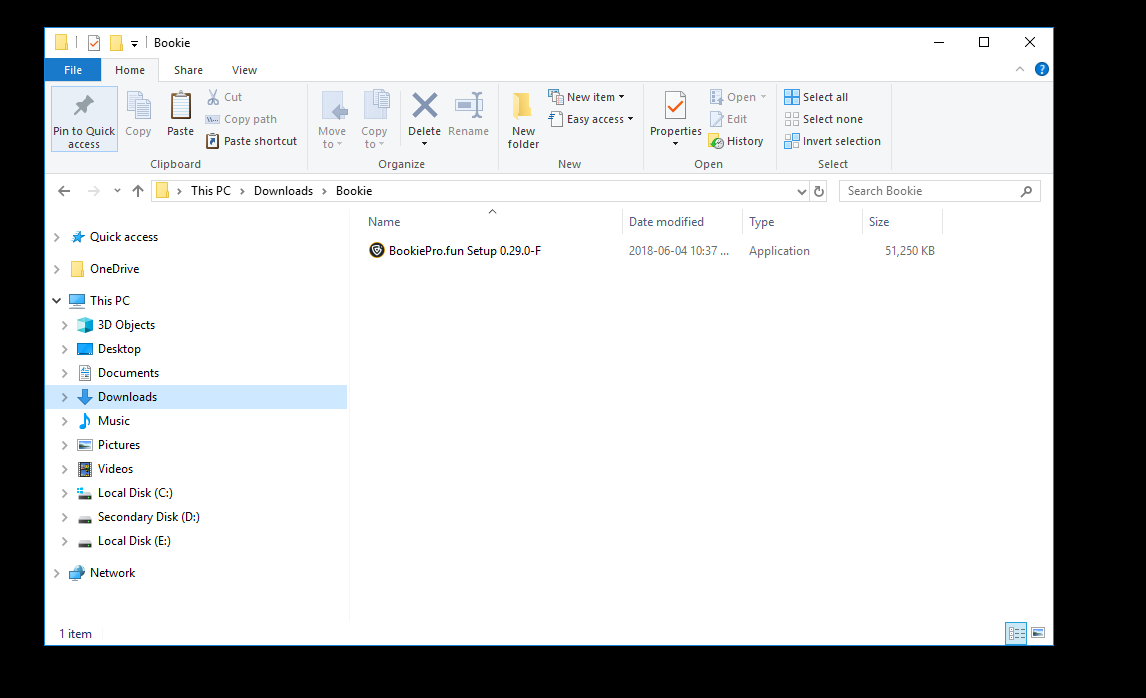 Bookie
File Home Share View
Pin to Quick access
Copy
Paste
Cut
Copy path
Paste shortcut
Clipboard
Move to
Copy to
Delete
Rename
Organize
New folder
New item
Easy access
New
Properties
Open
Edit
History
Open
Select all
Select none
Invert selection
Select
This PC > Downloads > Bookie
Search Bookie
Name Date modified Type Size
BookiePro.fun Setup 0.29.0-F 2018-06-04 10:37 ... Application 51,250 KB
Quick access
OneDrive
This PC
3D Objects
Desktop
Documents
Downloads
Music
Pictures
Videos
Local Disk (C:)
Secondary Disk (D:)
Local Disk (E:)
Network
1 item